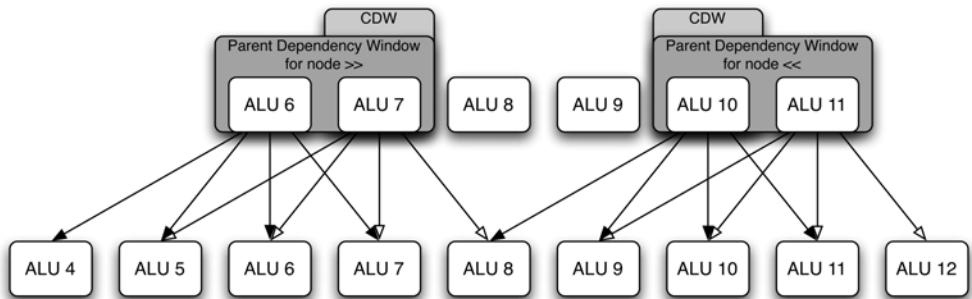 CDW
CDW
Parent Dependency Window
for node >>
Parent Dependency Window
for node <<
ALU 6
ALU 7
ALU 8
ALU 9
ALU 10
ALU 11
ALU 4
ALU 5
ALU 6
ALU 7
ALU 8
ALU 9
ALU 10
ALU 11
ALU 12